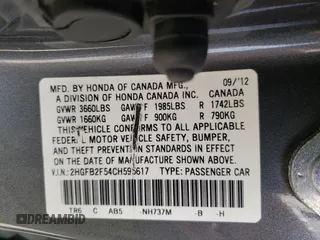 MFD. BY HONDA OF CANADA MFG., 09/'12
A DIVISION OF HONDA CANADA INC.
GVWR 3660LBS GAWR F 1985LBS R 1742LBS
GVWR 1660KG GAWR F 900KG R 790KG
THIS VEHICLE CONFORMS TO ALL APPLICABLE
FEDERAL MOTOR VEHICLE SAFETY, BUMPER,
AND THEFT PREVENTION STANDARDS IN EFFECT
ON THE DATE OF MANUFACTURE SHOWN ABOVE.
V.I.N.: 2HGFB2F54CH595617 TYPE: PASSENGER CAR
TR6 C AB5 NH737M -B -H
DREAMBID